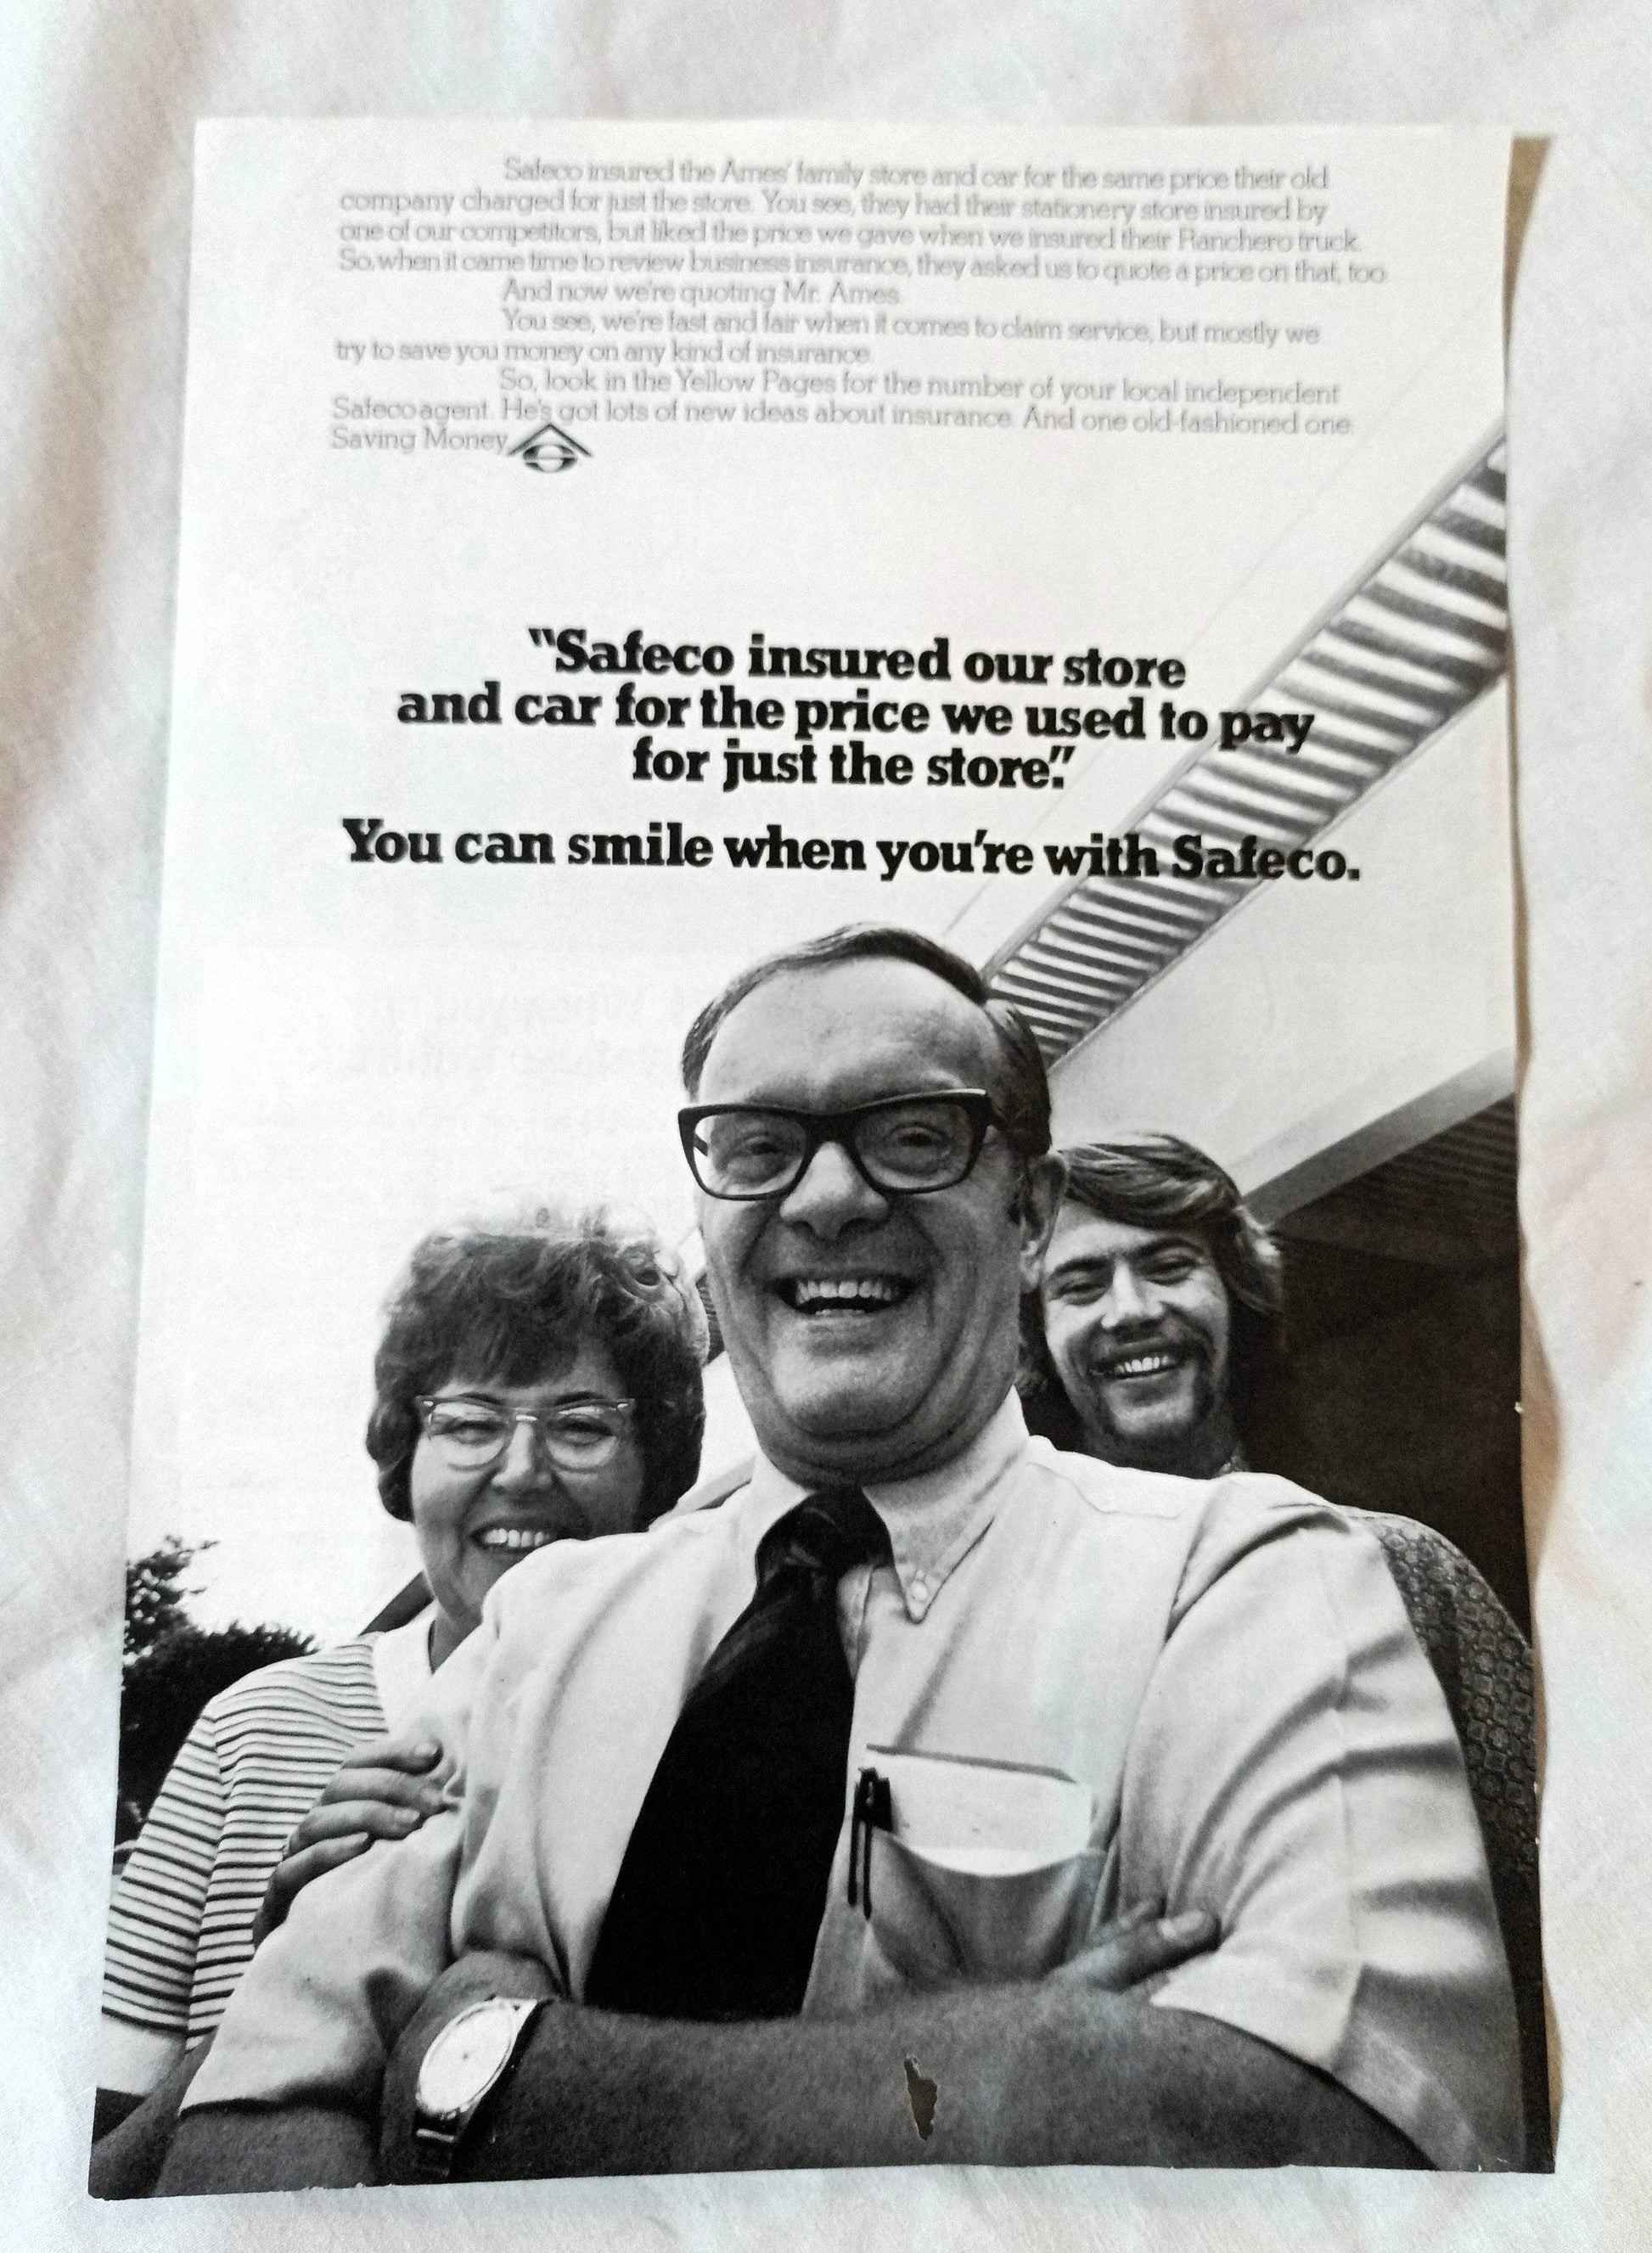 Safeco insured the Ames' family store and car for the same price their old
company charged for just the store. You see, they had their stationery store insured by
one of our competitors, but liked the price we gave when we insured their Ranchero truck.
So, when it came time to review business insurance, they asked us to quote a price on that, too.
And now we're quoting Mr. Ames.
You see, we're fast and fair when it comes to claim service, but mostly we
try to save you money on any kind of insurance.
So, look in the Yellow Pages for the number of your local independent
Safeco agent. He's got lots of new ideas about insurance. And one old-fashioned one.
Saving Money.
"Safeco insured our store
and car for the price we used to pay
for just the store."
You can smile when you're with Safeco.